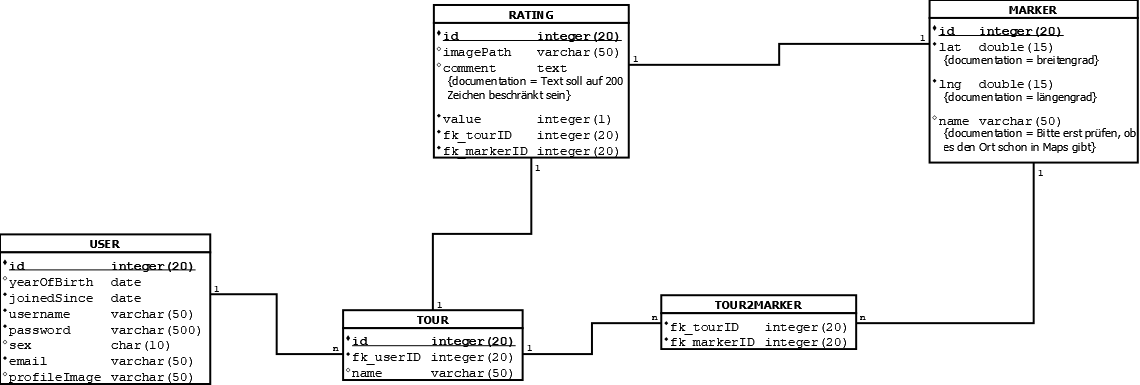 RATING
id integer(20)
imagePath varchar(50)
comment text
{documentation = Text soll auf 200
Zeichen beschränkt sein}
value integer(1)
fk_tourID integer(20)
fk_markerID integer(20)
1
1
MARKER
id integer(20)
lat double(15)
{documentation = breitengrad}
lng double(15)
{documentation = längengrad}
name varchar(50)
{documentation = Bitte erst prüfen, ob
es den Ort schon in Maps gibt}
1
1
USER
id integer(20)
yearOfBirth date
joinedSince date
username varchar(50)
password varchar(500)
sex char(10)
email varchar(50)
profileImage varchar(50)
1
n
1
TOUR
id integer(20)
fk_userID integer(20)
name varchar(50)
1
n
TOUR2MARKER
fk_tourID integer(20)
fk_markerID integer(20)
n